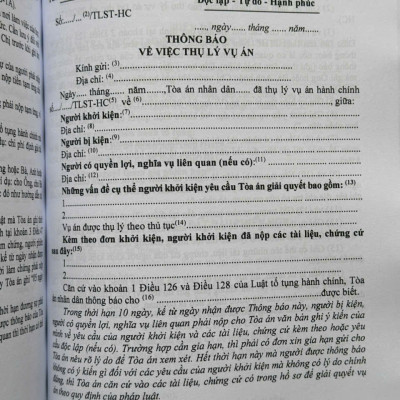 Độc lập - Tự do - Hạnh phúc
Số:...../...(2)/TLST-HC
....., ngày...... tháng ... năm......
THÔNG BÁO
VỀ VIỆC THỤ LÝ VỤ ÁN
Kính gửi: (3)
Địa chỉ: (4)
Ngày..... tháng...... năm........,Tòa án nhân dân ..... đã thụ lý vụ án hành chính
số...../...../TLST-HC(5) về (6)..., giữa:
Người khởi kiện:(7)
Địa chỉ: (8)
Người bị kiện:(9)
Địa chỉ:(10)
Người có quyền lợi, nghĩa vụ liên quan (nếu có):(11)
Địa chỉ:(12)
Những vấn đề cụ thể người khởi kiện yêu cầu Tòa án giải quyết bao gồm: (13)
1.
2.
Vụ án được thụ lý theo thủ tục(14)
Kèm theo đơn khởi kiện, người khởi kiện đã nộp các tài liệu, chứng cứ
sau đây:(15)
1.
2.
Căn cứ vào khoản 1 Điều 126 và Điều 128 của Luật tố tụng hành chính, Tòa
án nhân dân thông báo cho (16) ...được biết.
Trong thời hạn 10 ngày, kể từ ngày nhận được Thông báo này, người bị kiện,
người có quyền lợi, nghĩa vụ liên quan phải nộp cho Tòa án văn bản ghi ý kiến của
mình về yêu cầu của người khởi kiện và các tài liệu, chứng cứ kèm theo hoặc yêu
cầu độc lập (nếu có). Trường hợp cần gia hạn, thì phải có đơn xin gia hạn gửi cho
Tòa án nêu rõ lý do để Tòa án xem xét. Hết thời hạn này mà người được thông báo
không có ý kiến gì đối với các yêu cầu của người khởi kiện mà không có lý do chính
đáng, thì Tòa án căn cứ vào các tài liệu, chứng cứ có trong hồ sơ để giải quyết vụ
án theo quy định của pháp luật.